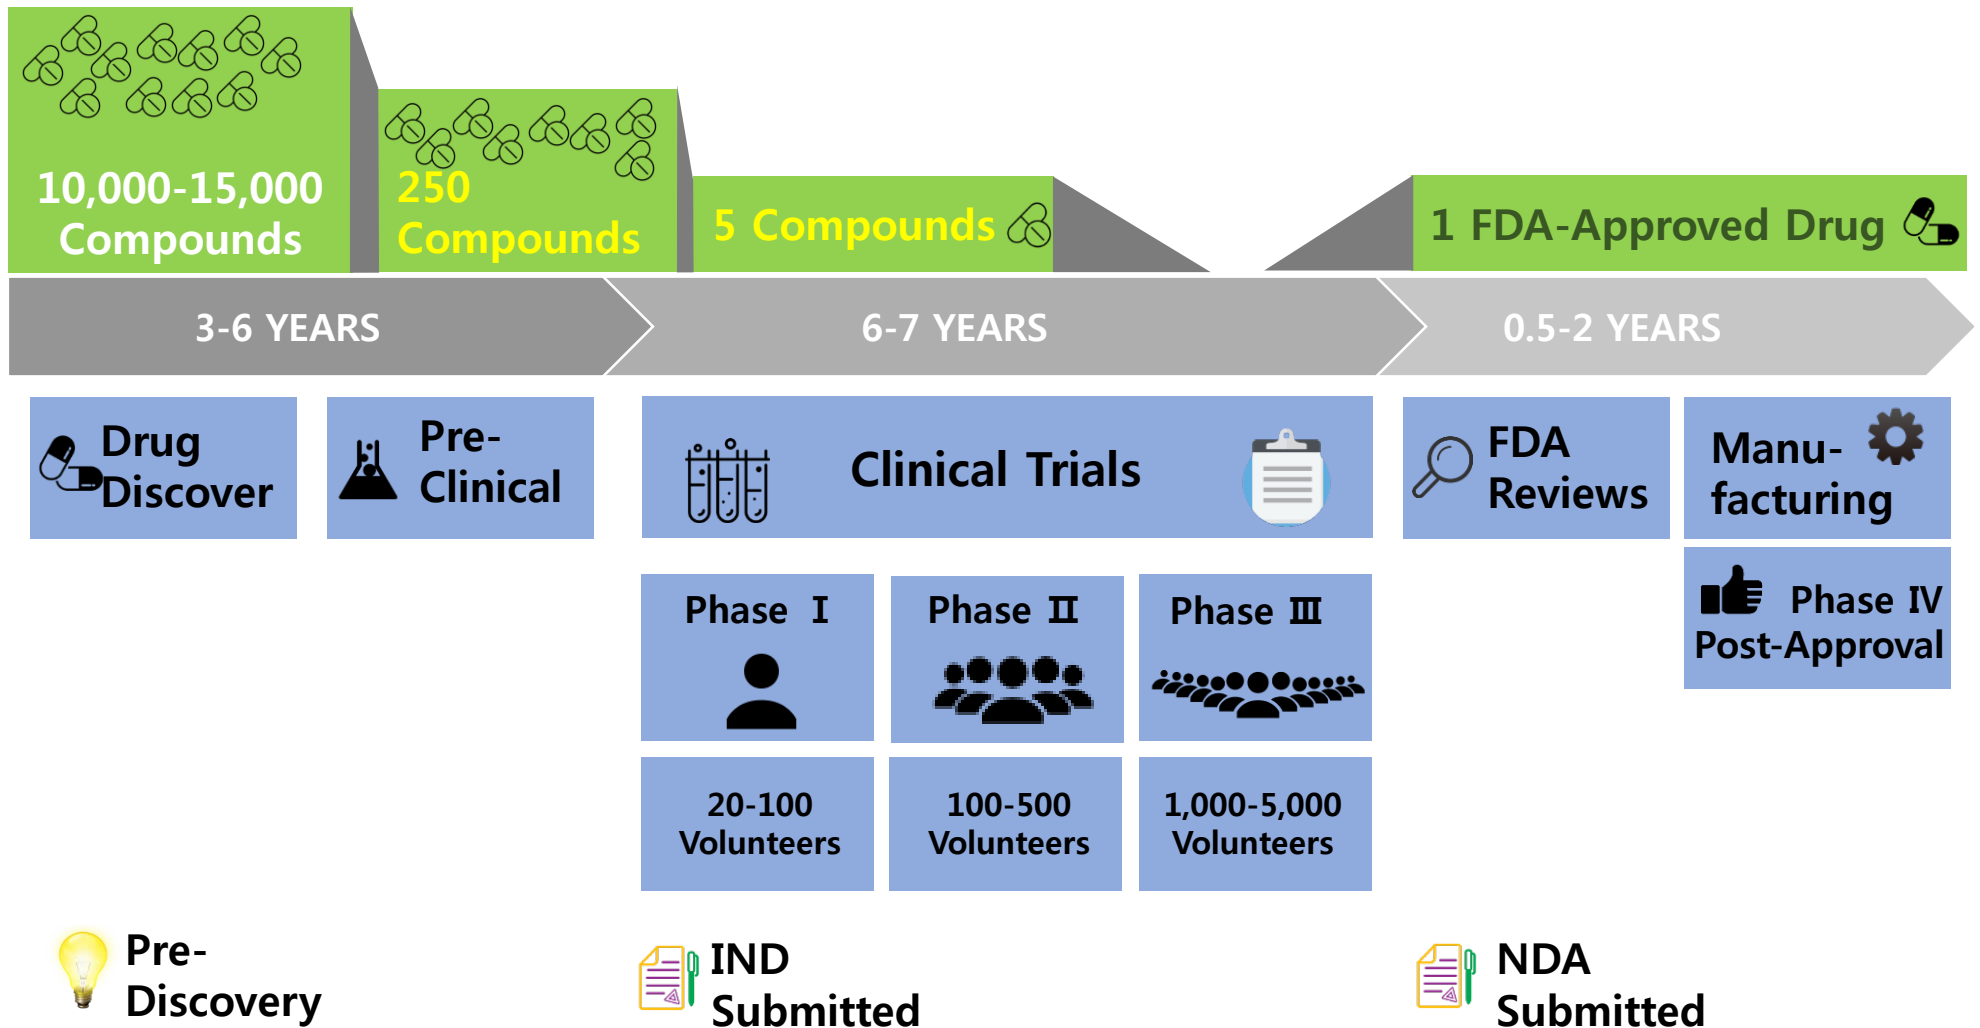 10,000-15,000
Compounds
250
Compounds
5 Compounds
1 FDA-Approved Drug
3-6 YEARS
6-7 YEARS
0.5-2 YEARS
Drug
Discover
Pre-
Clinical
Clinical Trials
FDA
Reviews
Manu-
facturing
Phase Ⅰ
Phase Ⅱ
Phase Ⅲ
Phase Ⅳ
Post-Approval
20-100
Volunteers
100-500
Volunteers
1,000-5,000
Volunteers
Pre-
Discovery
IND
Submitted
NDA
Submitted